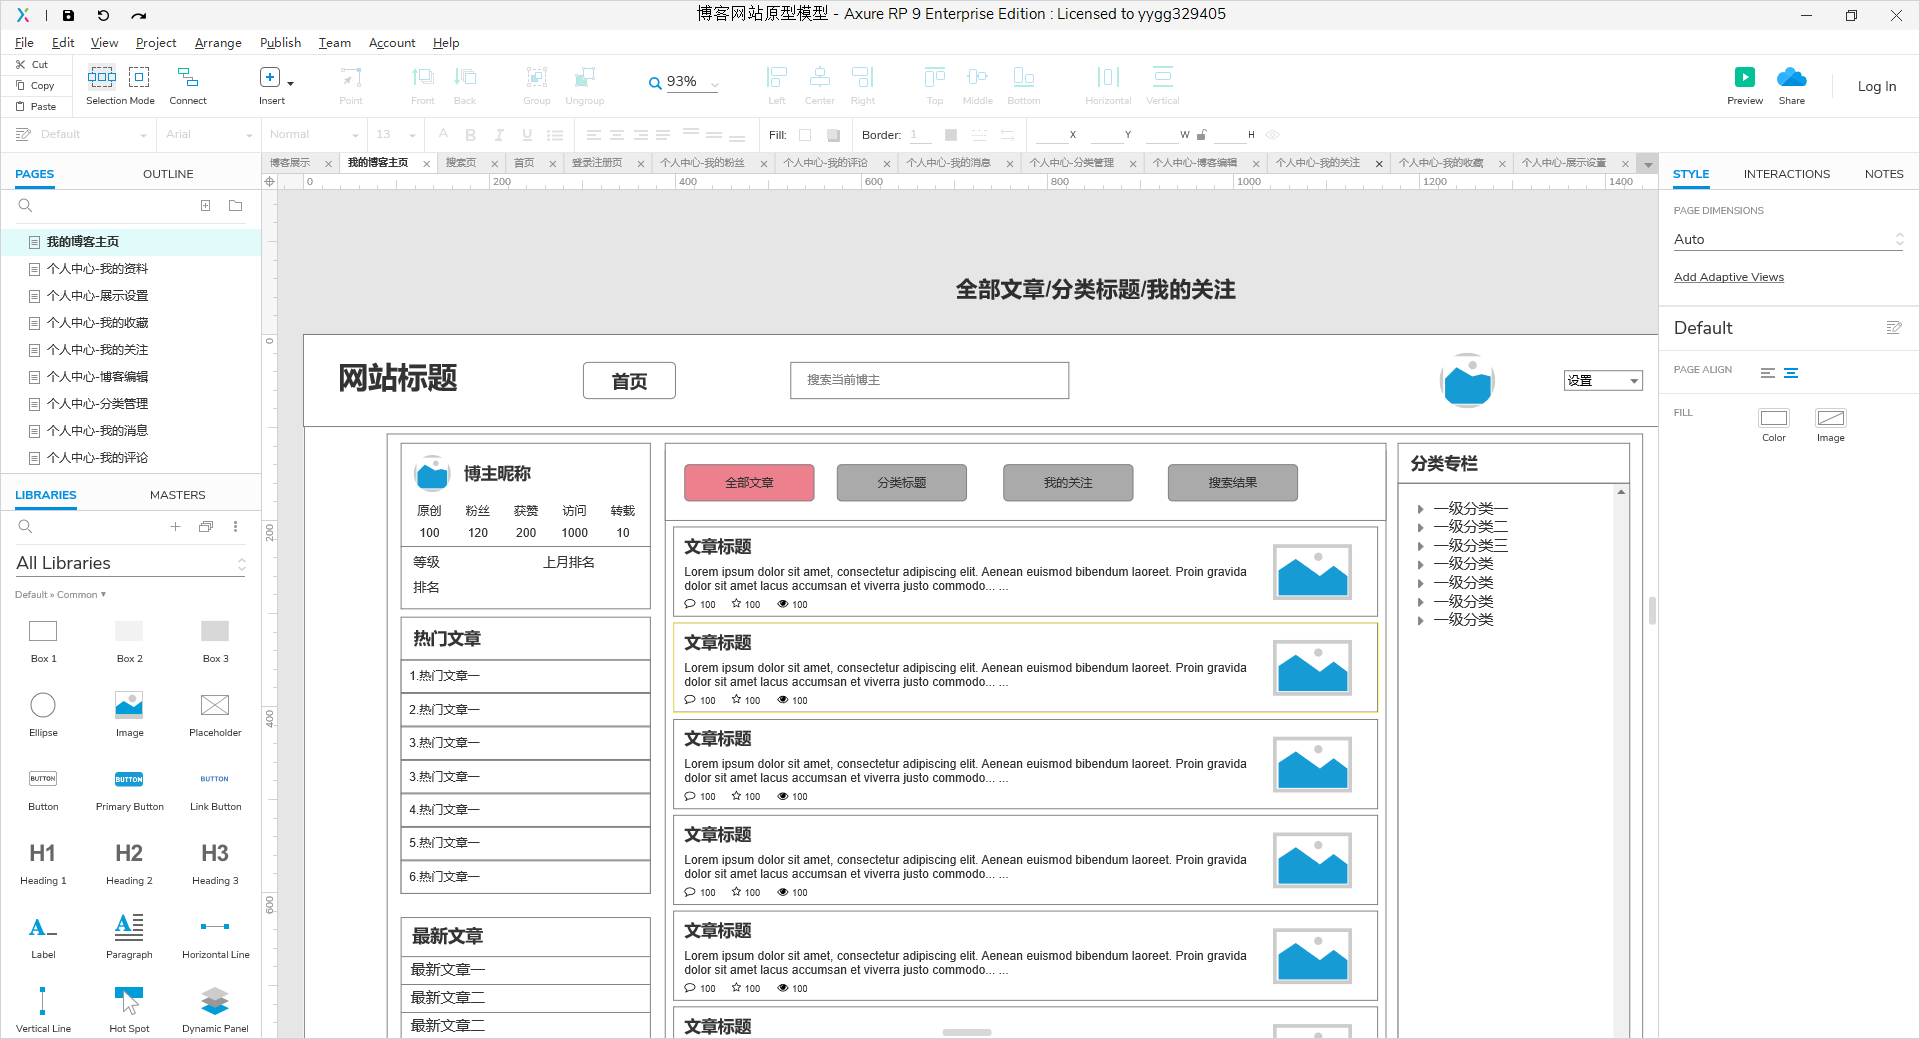 博客网站原型模型 - Axure RP 9 Enterprise Edition : Licensed to yygg329405
File Edit View Project Arrange Publish Team Account Help
Cut
Copy
Paste
Selection Mode Connect Insert Point Front Back Group Ungroup 93% Left Center Right Top Middle Bottom Horizontal Vertical Preview Share Log In
Default Arial Normal 13 Fill: Border: 1 X Y W H
博客展示 我的博客主页 搜索页 首页 登录注册页 个人中心-我的粉丝 个人中心-我的评论 个人中心-我的消息 个人中心-分类管理 个人中心-博客编辑 个人中心-我的关注 个人中心-我的收藏 个人中心-展示设置
PAGES OUTLINE
0 200 400 600 800 1000 1200 1400
我的博客主页
个人中心-我的资料
个人中心-展示设置
个人中心-我的收藏
个人中心-我的关注
个人中心-博客编辑
个人中心-分类管理
个人中心-我的消息
个人中心-我的评论
LIBRARIES MASTERS
All Libraries
Default » Common ▾
Box 1 Box 2 Box 3
Ellipse Image Placeholder
BUTTON BUTTON BUTTON
Button Primary Button Link Button
H1 H2 H3
Heading 1 Heading 2 Heading 3
A A
Label Paragraph Horizontal Line
Vertical Line Hot Spot Dynamic Panel
0
200
400
600
全部文章/分类标题/我的关注
网站标题 首页 搜索当前博主 设置
博主昵称
原创 粉丝 获赞 访问 转载
100 120 200 1000 10
等级 上月排名
排名
热门文章
1.热门文章一
2.热门文章一
3.热门文章一
3.热门文章一
4.热门文章一
5.热门文章一
6.热门文章一
最新文章
最新文章一
最新文章二
最新文章二
全部文章 分类标题 我的关注 搜索结果
文章标题
Lorem ipsum dolor sit amet, consectetur adipiscing elit. Aenean euismod bibendum laoreet. Proin gravida
dolor sit amet lacus accumsan et viverra justo commodo... ...
100 100 100
文章标题
Lorem ipsum dolor sit amet, consectetur adipiscing elit. Aenean euismod bibendum laoreet. Proin gravida
dolor sit amet lacus accumsan et viverra justo commodo... ...
100 100 100
文章标题
Lorem ipsum dolor sit amet, consectetur adipiscing elit. Aenean euismod bibendum laoreet. Proin gravida
dolor sit amet lacus accumsan et viverra justo commodo... ...
100 100 100
文章标题
Lorem ipsum dolor sit amet, consectetur adipiscing elit. Aenean euismod bibendum laoreet. Proin gravida
dolor sit amet lacus accumsan et viverra justo commodo... ...
100 100 100
文章标题
Lorem ipsum dolor sit amet, consectetur adipiscing elit. Aenean euismod bibendum laoreet. Proin gravida
dolor sit amet lacus accumsan et viverra justo commodo... ...
100 100 100
文章标题
分类专栏
一级分类一
一级分类二
一级分类三
一级分类
一级分类
一级分类
一级分类
STYLE INTERACTIONS NOTES
PAGE DIMENSIONS
Auto
Add Adaptive Views
Default
PAGE ALIGN
FILL
Color Image